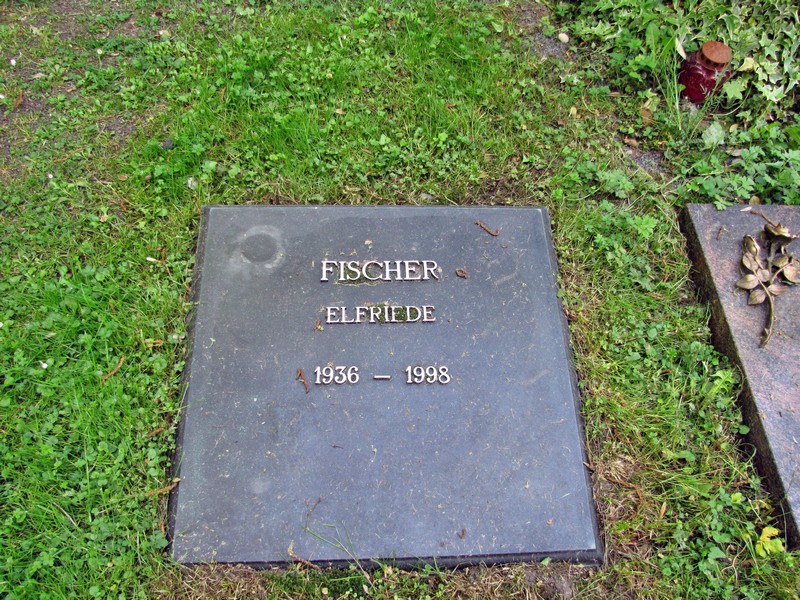 FISCHER
ELFRIEDE
1936 – 1998